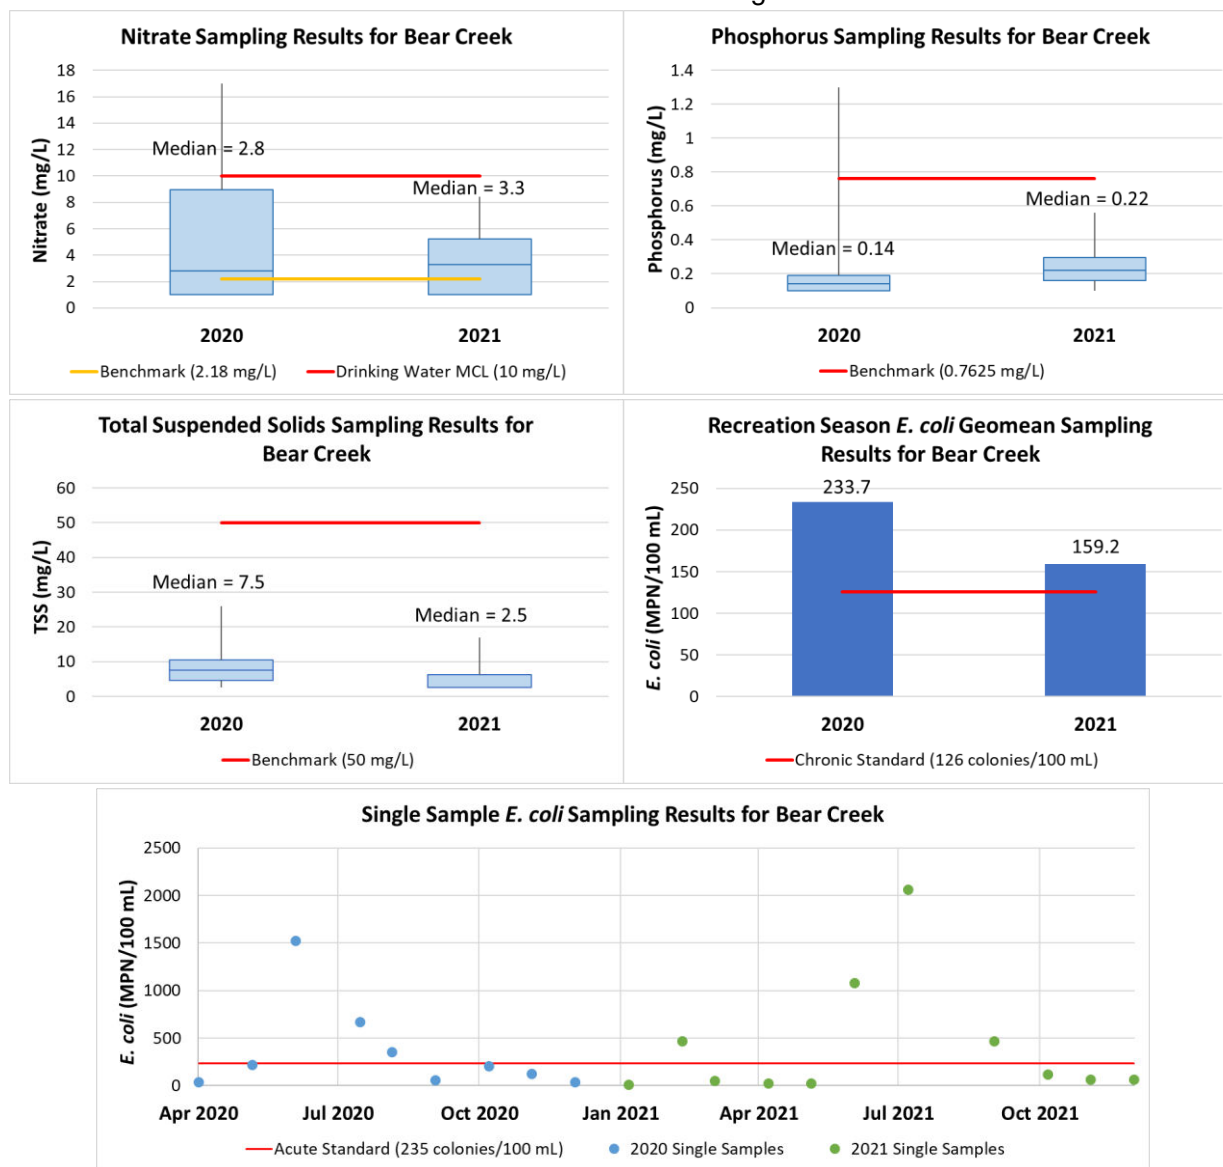 Nitrate Sampling Results for Bear Creek
18
16
14
12
10
8
6
4
2
0
Nitrate (mg/L)
Median = 2.8
Median = 3.3
2020
2021
Benchmark (2.18 mg/L)
Drinking Water MCL (10 mg/L)
Phosphorus Sampling Results for Bear Creek
1.4
1.2
1
0.8
0.6
0.4
0.2
0
Phosphorus (mg/L)
Median = 0.14
Median = 0.22
2020
2021
Benchmark (0.7625 mg/L)
Total Suspended Solids Sampling Results for
Bear Creek
60
50
40
30
20
10
0
TSS (mg/L)
Median = 7.5
Median = 2.5
2020
2021
Benchmark (50 mg/L)
Recreation Season E. coli Geomean Sampling
Results for Bear Creek
250
200
150
100
50
0
E. coli (MPN/100 mL)
233.7
159.2
2020
2021
Chronic Standard (126 colonies/100 mL)
Single Sample E. coli Sampling Results for Bear Creek
2500
2000
1500
1000
500
0
E. coli (MPN/100 mL)
Apr 2020
Jul 2020
Oct 2020
Jan 2021
Apr 2021
Jul 2021
Oct 2021
Acute Standard (235 colonies/100 mL)
2020 Single Samples
2021 Single Samples